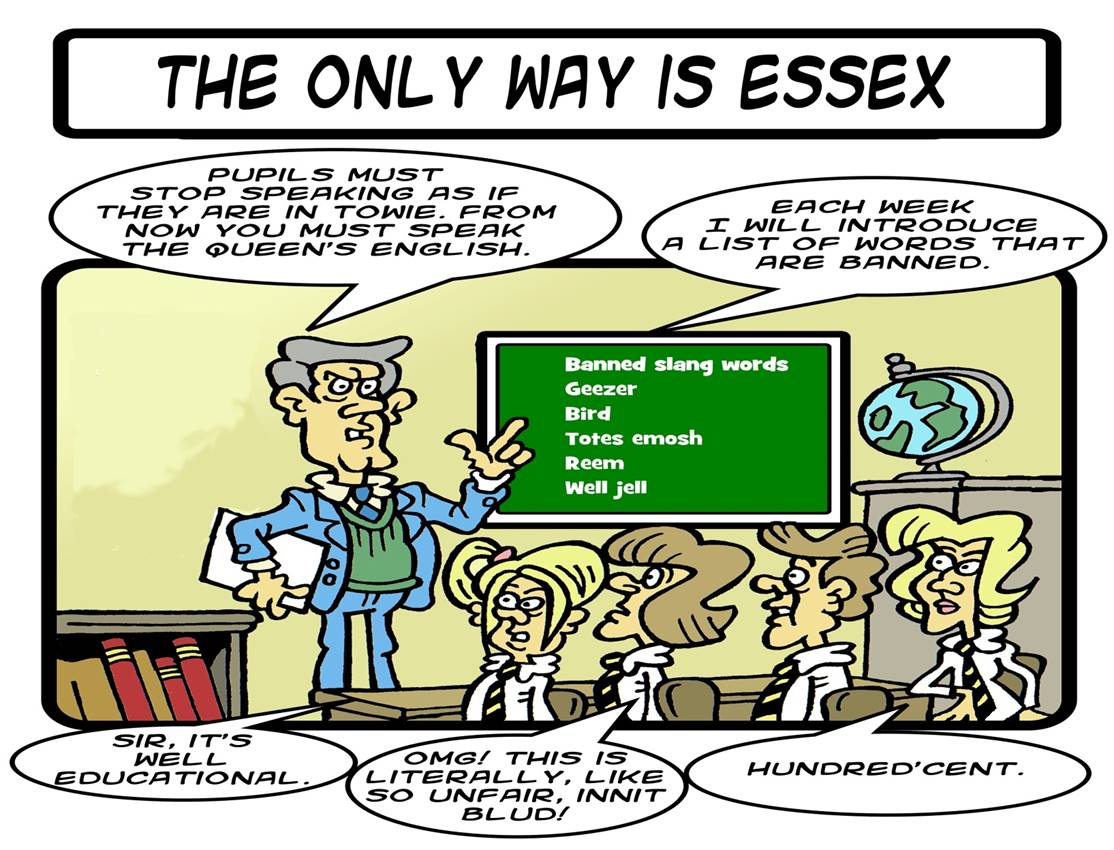 THE ONLY WAY IS ESSEX
PUPILS MUST
STOP SPEAKING AS IF
THEY ARE IN TOWIE. FROM
NOW YOU MUST SPEAK
THE QUEEN'S ENGLISH.
EACH WEEK
I WILL INTRODUCE
A LIST OF WORDS THAT
ARE BANNED.
Banned slang words
Geezer
Bird
Totes emosh
Reem
Well jell
SIR, IT'S
WELL
EDUCATIONAL.
OMG! THIS IS
LITERALLY, LIKE
SO UNFAIR, INNIT
BLUD!
HUNDRED'CENT.